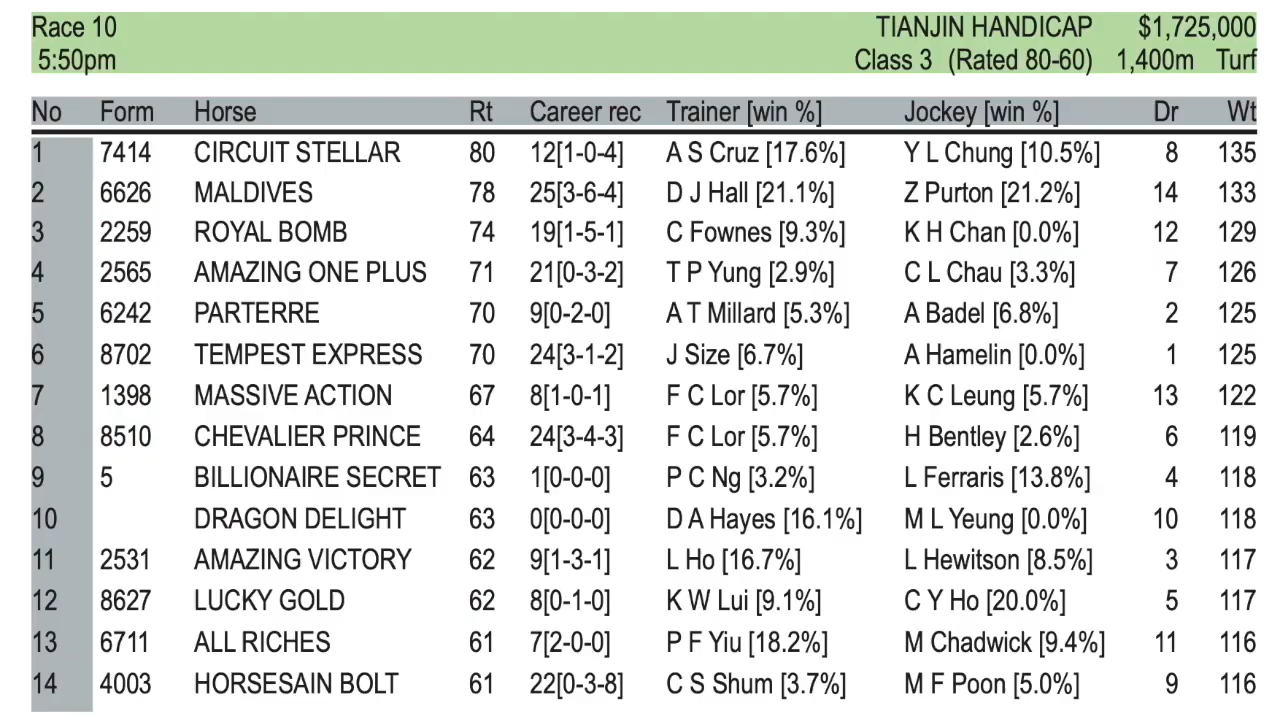 Race 10 TIANJIN HANDICAP $1,725,000
5:50pm Class 3 (Rated 80-60) 1,400m Turf
No Form Horse Rt Career rec Trainer [win %] Jockey [win %] Dr Wt
1 7414 CIRCUIT STELLAR 80 12[1-0-4] A S Cruz [17.6%] Y L Chung [10.5%] 8 135
2 6626 MALDIVES 78 25[3-6-4] D J Hall [21.1%] Z Purton [21.2%] 14 133
3 2259 ROYAL BOMB 74 19[1-5-1] C Fownes [9.3%] K H Chan [0.0%] 12 129
4 2565 AMAZING ONE PLUS 71 21[0-3-2] T P Yung [2.9%] C L Chau [3.3%] 7 126
5 6242 PARTERRE 70 9[0-2-0] A T Millard [5.3%] A Badel [6.8%] 2 125
6 8702 TEMPEST EXPRESS 70 24[3-1-2] J Size [6.7%] A Hamelin [0.0%] 1 125
7 1398 MASSIVE ACTION 67 8[1-0-1] F C Lor [5.7%] K C Leung [5.7%] 13 122
8 8510 CHEVALIER PRINCE 64 24[3-4-3] F C Lor [5.7%] H Bentley [2.6%] 6 119
9 5 BILLIONAIRE SECRET 63 1[0-0-0] P C Ng [3.2%] L Ferraris [13.8%] 4 118
10 DRAGON DELIGHT 63 0[0-0-0] D A Hayes [16.1%] M L Yeung [0.0%] 10 118
11 2531 AMAZING VICTORY 62 9[1-3-1] L Ho [16.7%] L Hewitson [8.5%] 3 117
12 8627 LUCKY GOLD 62 8[0-1-0] K W Lui [9.1%] C Y Ho [20.0%] 5 117
13 6711 ALL RICHES 61 7[2-0-0] P F Yiu [18.2%] M Chadwick [9.4%] 11 116
14 4003 HORSESAIN BOLT 61 22[0-3-8] C S Shum [3.7%] M F Poon [5.0%] 9 116